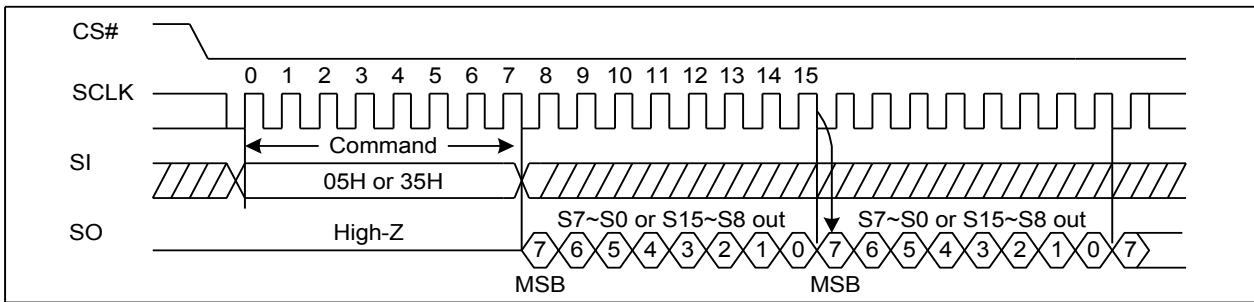 CS#
0 1 2 3 4 5 6 7 8 9 10 11 12 13 14 15
SCLK
Command
SI
05H or 35H
S7~S0 or S15~S8 out S7~S0 or S15~S8 out
SO
High-Z
7 6 5 4 3 2 1 0 7 6 5 4 3 2 1 0 7
MSB MSB